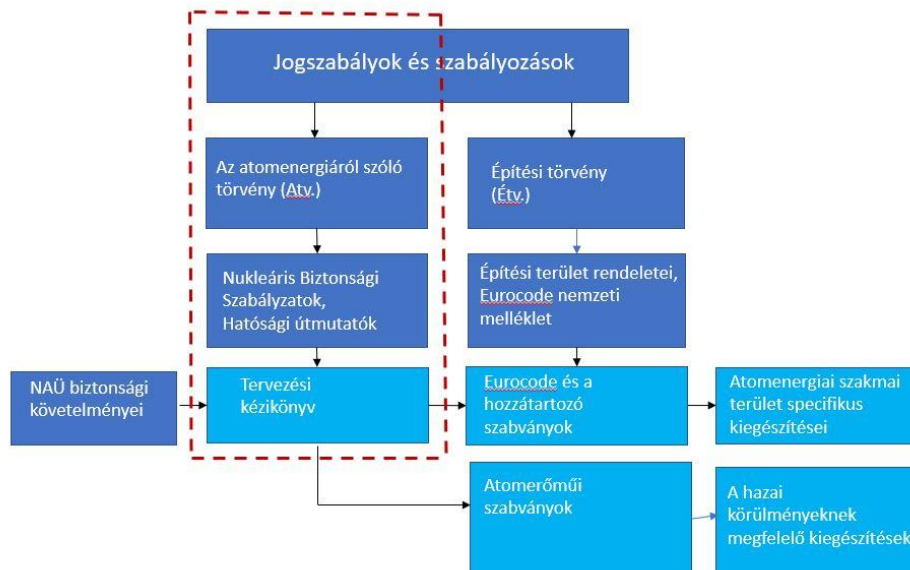 Jogszabályok és szabályozások
Az atomenergiáról szóló
törvény (Atv.)
Építési törvény
(Étv.)
Nukleáris Biztonsági
Szabályzatok,
Hatósági útmutatók
Építési terület rendeletei,
Eurocode nemzeti
melléklet
NAÜ biztonsági
követelményei
Tervezési
kézikönyv
Eurocode és a
hozzátartozó
szabványok
Atomenergiai szakmai
terület specifikus
kiegészítései
Atomerőműi
szabványok
A hazai
körülményeknek
megfelelő kiegészítések